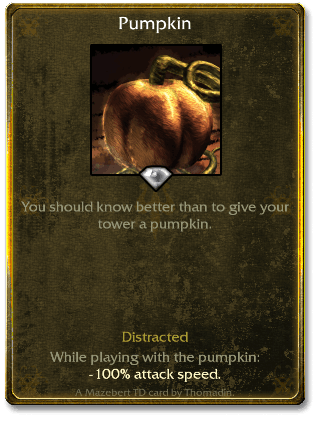 Pumpkin
You should know better than to give your
tower a pumpkin.
Distracted
While playing with the pumpkin:
-100% attack speed.
A Mazebert TD card by Thomadin.